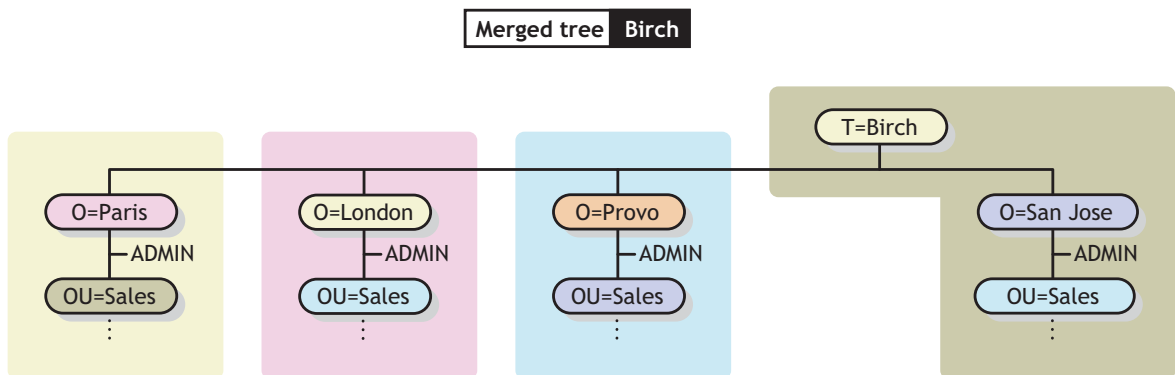 Merged tree Birch
T=Birch
O=Paris O=London O=Provo O=San Jose
ADMIN ADMIN ADMIN ADMIN
OU=Sales OU=Sales OU=Sales OU=Sales